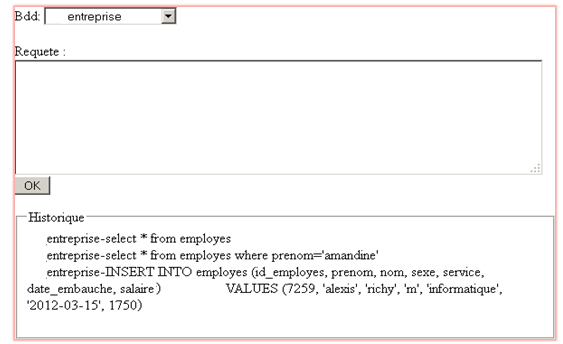 Bdd: entreprise
Requete :
OK
Historique
entreprise-select * from employes
entreprise-select * from employes where prenom='amandine'
entreprise-INSERT INTO employes (id_employes, prenom, nom, sexe, service,
date_embauche, salaire) VALUES (7259, 'alexis', 'richy', 'm', 'informatique',
'2012-03-15', 1750)